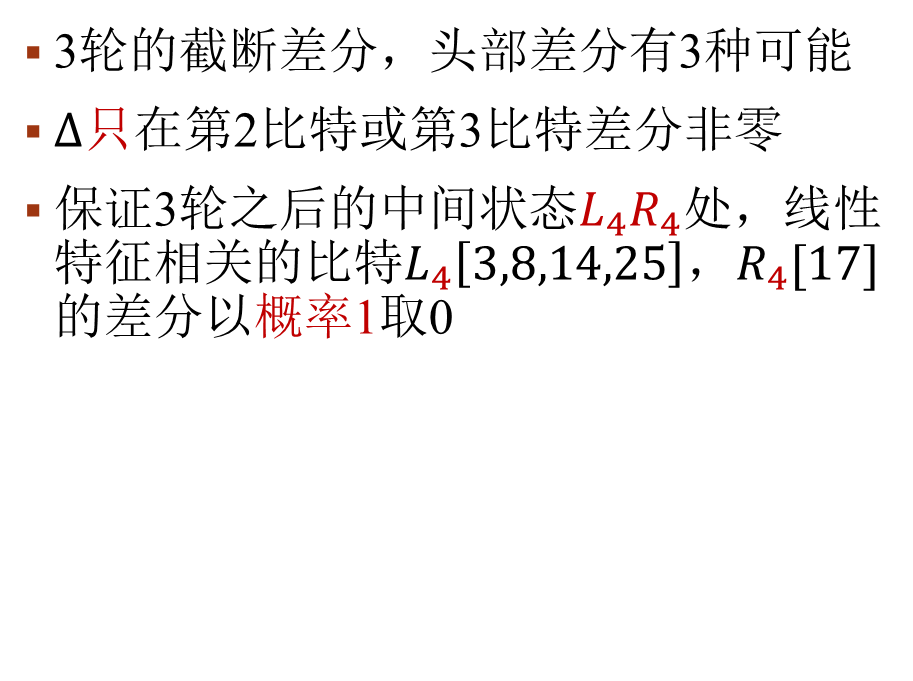 ▪ 3轮的截断差分，头部差分有3种可能
▪ Δ只在第2比特或第3比特差分非零
▪ 保证3轮之后的中间状态L₄R₄处，线性
特征相关的比特L₄[3,8,14,25]，R₄[17]
的差分以概率1取0